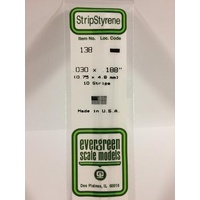 StripStyrene
Item No. Loc. Code
138
.030 x .188"
(0.75 x 4.8 mm)
10 Strips
Made in U.S.A.
evergreen
scale models
Des Plaines, IL 60018